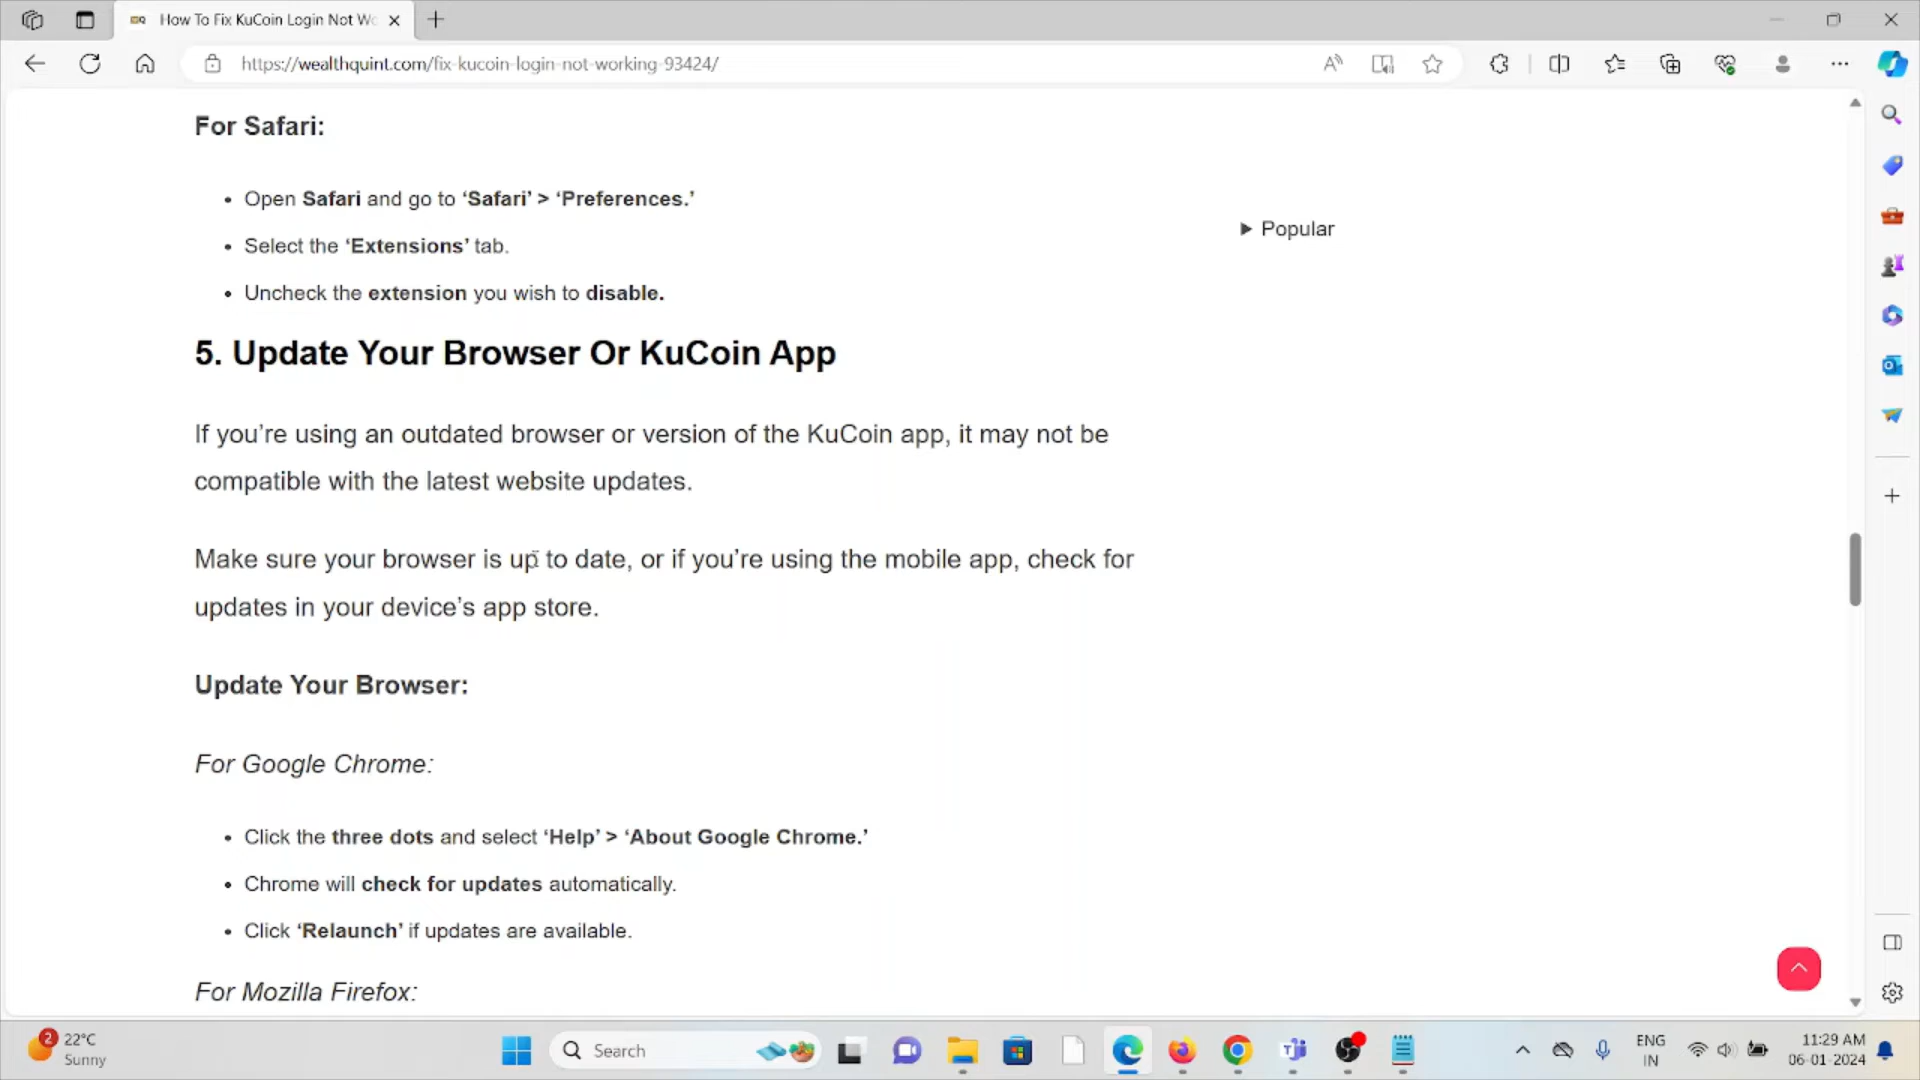 How To Fix KuCoin Login Not Wo
https://wealthquint.com/fix-kucoin-login-not-working-93424/
For Safari:
• Open Safari and go to ‘Safari’ > ‘Preferences.’
• Select the ‘Extensions’ tab.
• Uncheck the extension you wish to disable.
▶ Popular
5. Update Your Browser Or KuCoin App
If you’re using an outdated browser or version of the KuCoin app, it may not be
compatible with the latest website updates.
Make sure your browser is up to date, or if you’re using the mobile app, check for
updates in your device’s app store.
Update Your Browser:
For Google Chrome:
• Click the three dots and select ‘Help’ > ‘About Google Chrome.’
• Chrome will check for updates automatically.
• Click ‘Relaunch’ if updates are available.
For Mozilla Firefox:
2
22°C
Sunny
Search
ENG
IN
11:29 AM
06-01-2024